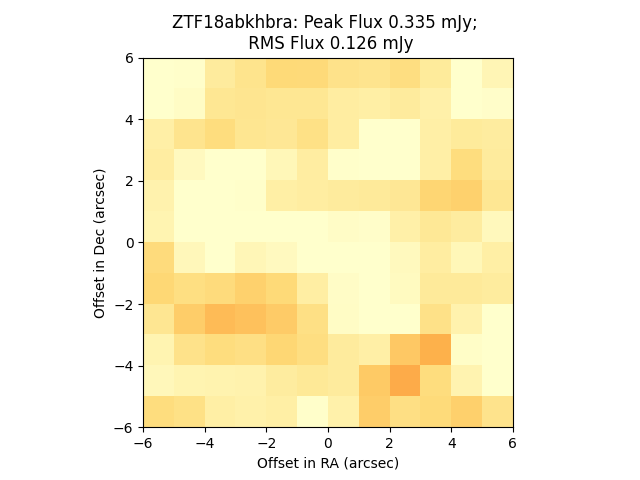 ZTF18abkhbra: Peak Flux 0.335 mJy;
RMS Flux 0.126 mJy
6
4
2
0
−2
−4
−6
Offset in Dec (arcsec)
−6 −4 −2 0 2 4 6
Offset in RA (arcsec)